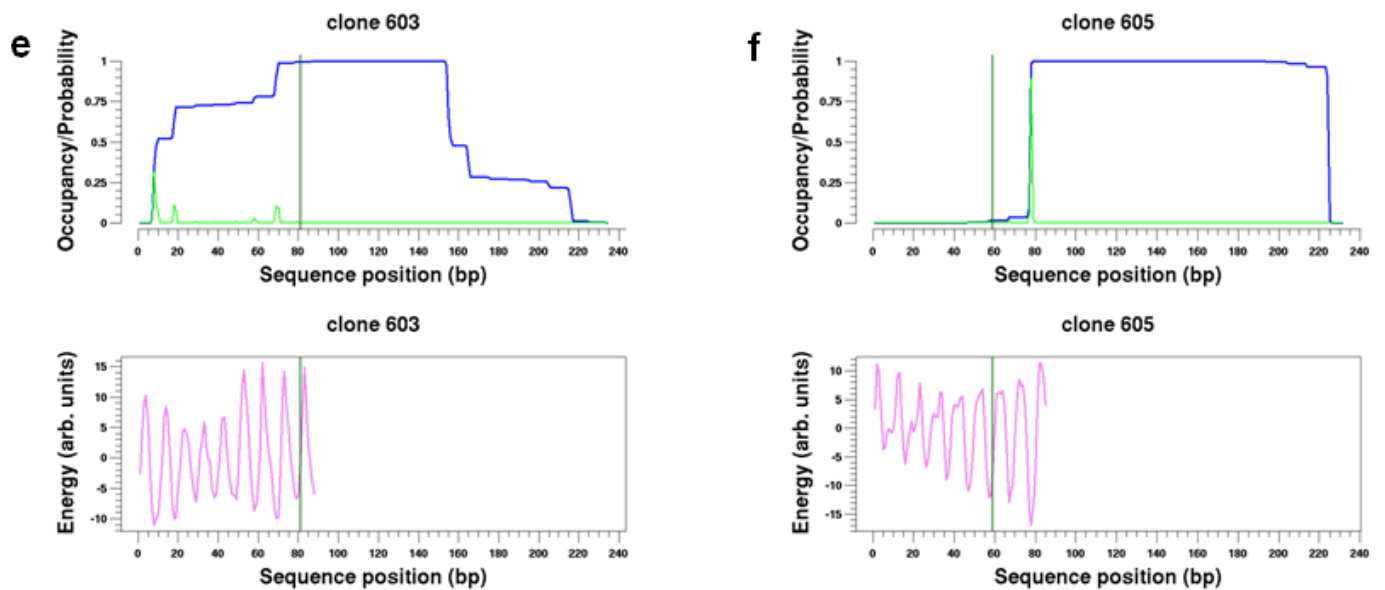 e
clone 603
Occupancy/Probability
1
0.75
0.5
0.25
0
0 20 40 60 80 100 120 140 160 180 200 220 240
Sequence position (bp)
clone 603
Energy (arb. units)
15
10
5
0
-5
-10
0 20 40 60 80 100 120 140 160 180 200 220 240
Sequence position (bp)
f
clone 605
Occupancy/Probability
1
0.75
0.5
0.25
0
0 20 40 60 80 100 120 140 160 180 200 220 240
Sequence position (bp)
clone 605
Energy (arb. units)
10
5
0
-5
-10
-15
0 20 40 60 80 100 120 140 160 180 200 220 240
Sequence position (bp)